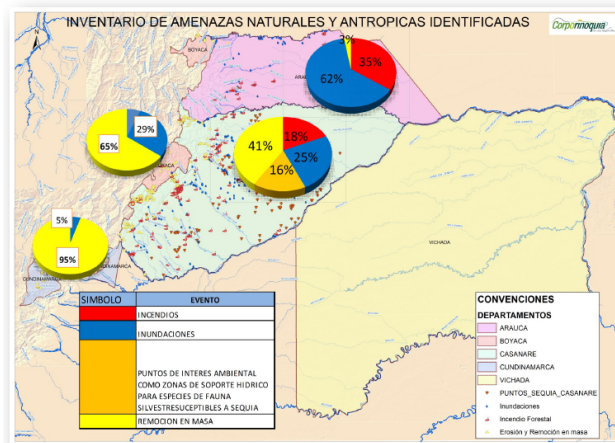 INVENTARIO DE AMENAZAS NATURALES Y ANTROPICAS IDENTIFICADAS
Corporinoquia
BOYACA
ARAU
3%
35%
62%
29%
65%
18%
41%
25%
16%
5%
95%
VICHADA
CUNDINAMARCA
SIMBOLO
EVENTO
INCENDIOS
INUNDACIONES
PUNTOS DE INTERES AMBIENTAL
COMO ZONAS DE SOPORTE HIDRICO
PARA ESPECIES DE FAUNA
SILVESTRESUCEPTIBLES A SEQUIA
REMOCION EN MASA
CONVENCIONES
DEPARTAMENTOS
ARAUCA
BOYACA
CASANARE
CUNDINAMARCA
VICHADA
PUNTOS_SEQUIA_CASANARE
Inundaciones
Incendio Forestal
Erosión y Remoción en masa